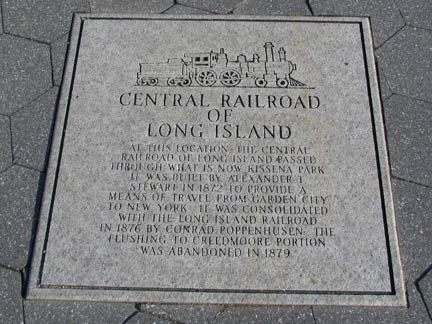 CENTRAL RAILROAD
OF
LONG ISLAND
AT THIS LOCATION THE CENTRAL
RAILROAD OF LONG ISLAND PASSED
THROUGH WHAT IS NOW KISSENA PARK
IT WAS BUILT BY ALEXANDER T.
STEWART IN 1872 TO PROVIDE A
MEANS OF TRAVEL FROM GARDEN CITY
TO NEW YORK. IT WAS CONSOLIDATED
WITH THE LONG ISLAND RAILROAD
IN 1876 BY CONRAD POPPENHUSEN. THE
FLUSHING TO CREEDMOORE PORTION
WAS ABANDONED IN 1879.